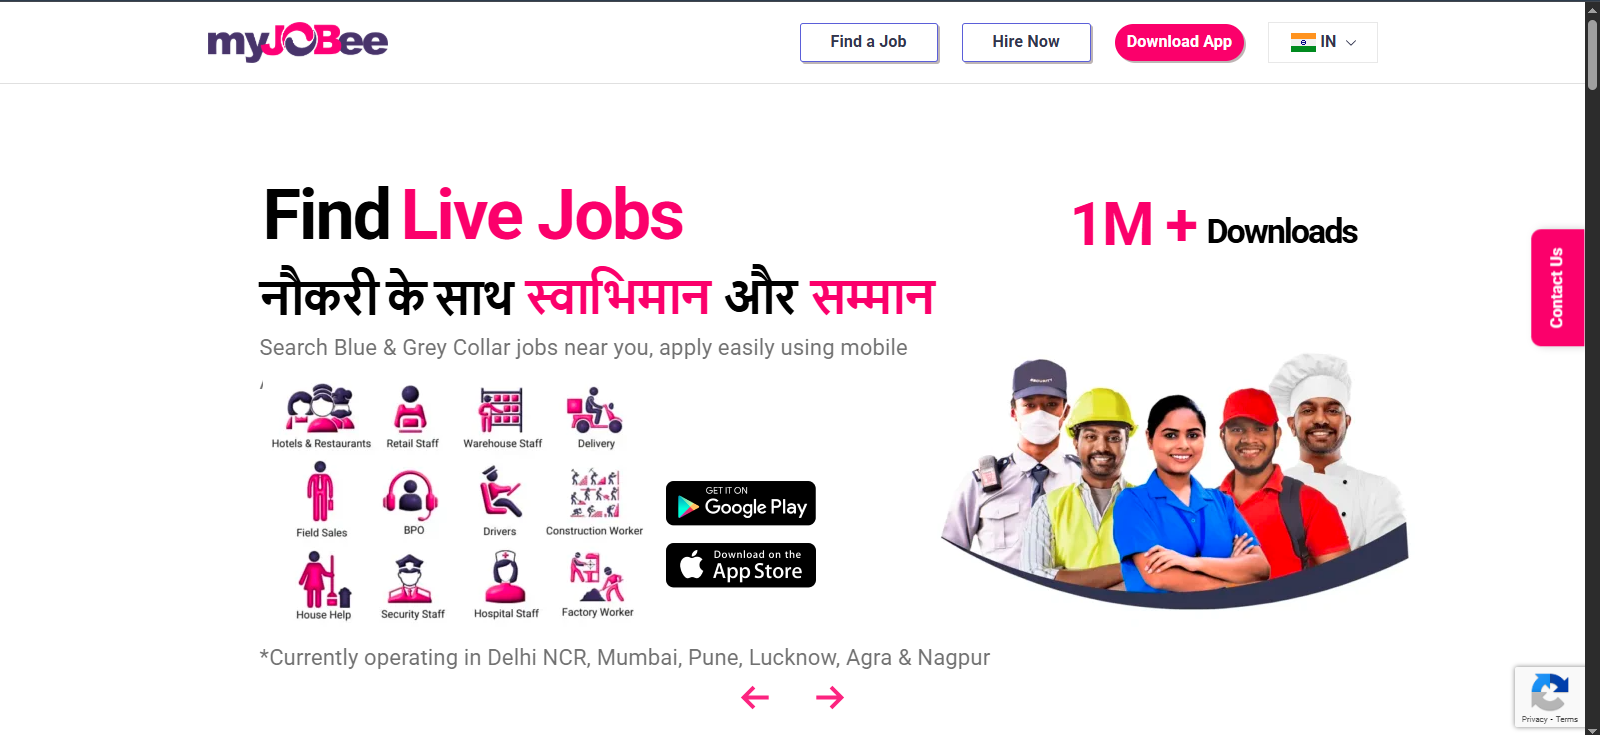 myJOBee
Find a Job
Hire Now
Download App
IN
Find Live Jobs
1M + Downloads
नौकरी के साथ स्वाभिमान और सम्मान
Search Blue & Grey Collar jobs near you, apply easily using mobile
Contact Us
SECURITY
Hotels & Restaurants
Retail Staff
Warehouse Staff
Delivery
Field Sales
BPO
Drivers
Construction Worker
House Help
Security Staff
Hospital Staff
Factory Worker
GET IT ON
Google Play
Download on the
App Store
*Currently operating in Delhi NCR, Mumbai, Pune, Lucknow, Agra & Nagpur
Privacy - Terms